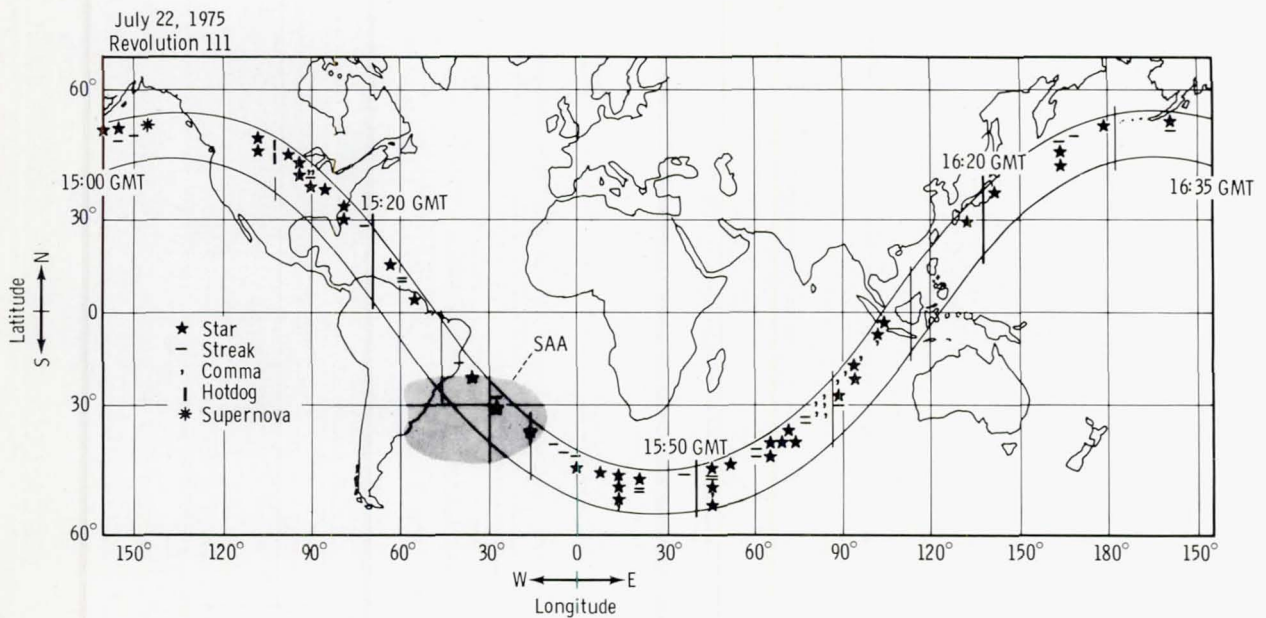 July 22, 1975
Revolution 111
60°
30°
0
30°
60°
Latitude
N
S
15:00 GMT
15:20 GMT
15:50 GMT
16:20 GMT
16:35 GMT
SAA
Star
Streak
Comma
Hotdog
Supernova
150° 120° 90° 60° 30° 0 30° 60° 90° 120° 150° 180° 150°
W E
Longitude